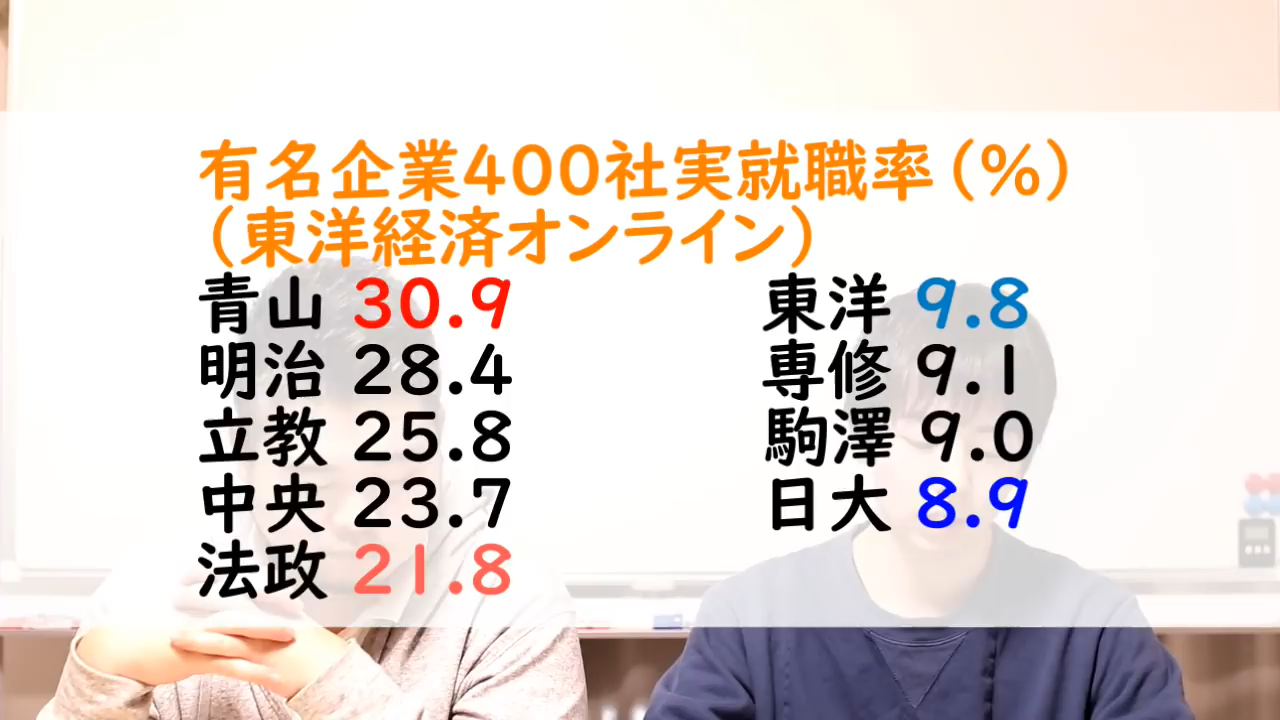 有名企業400社実就職率(%)
(東洋経済オンライン)
青山 30.9
明治 28.4
立教 25.8
中央 23.7
法政 21.8
東洋 9.8
専修 9.1
駒澤 9.0
日大 8.9